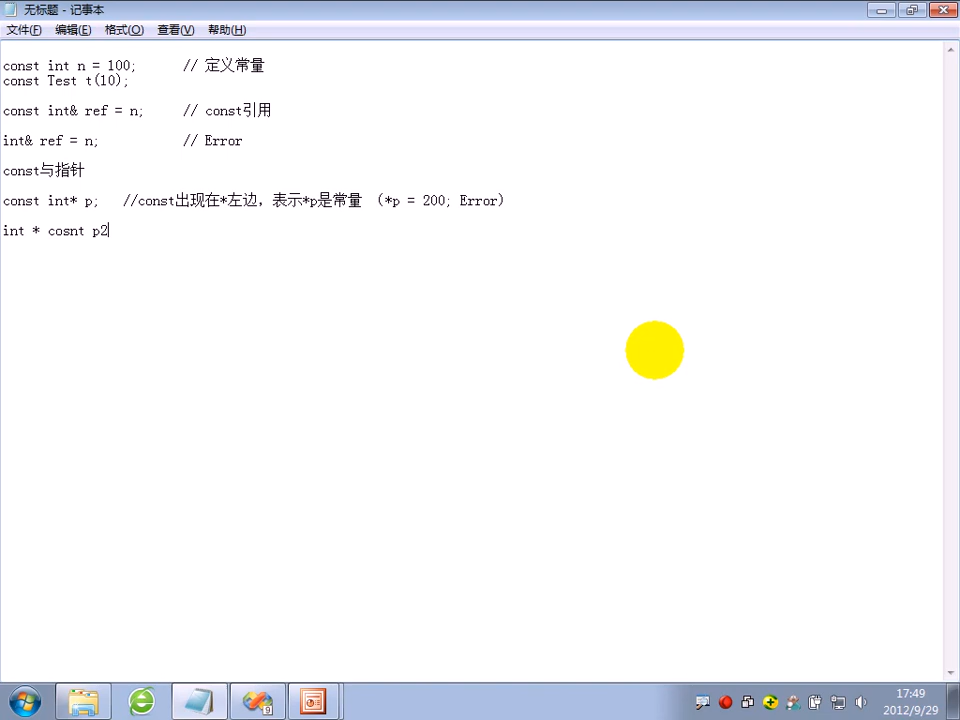 无标题 - 记事本
文件(F) 编辑(E) 格式(O) 查看(V) 帮助(H)
const int n = 100; // 定义常量
const Test t(10);
const int& ref = n; // const引用
int& ref = n; // Error
const与指针
const int* p; //const出现在*左边，表示*p是常量 （*p = 200; Error）
int * cosnt p2
9
17:49
2012/9/29